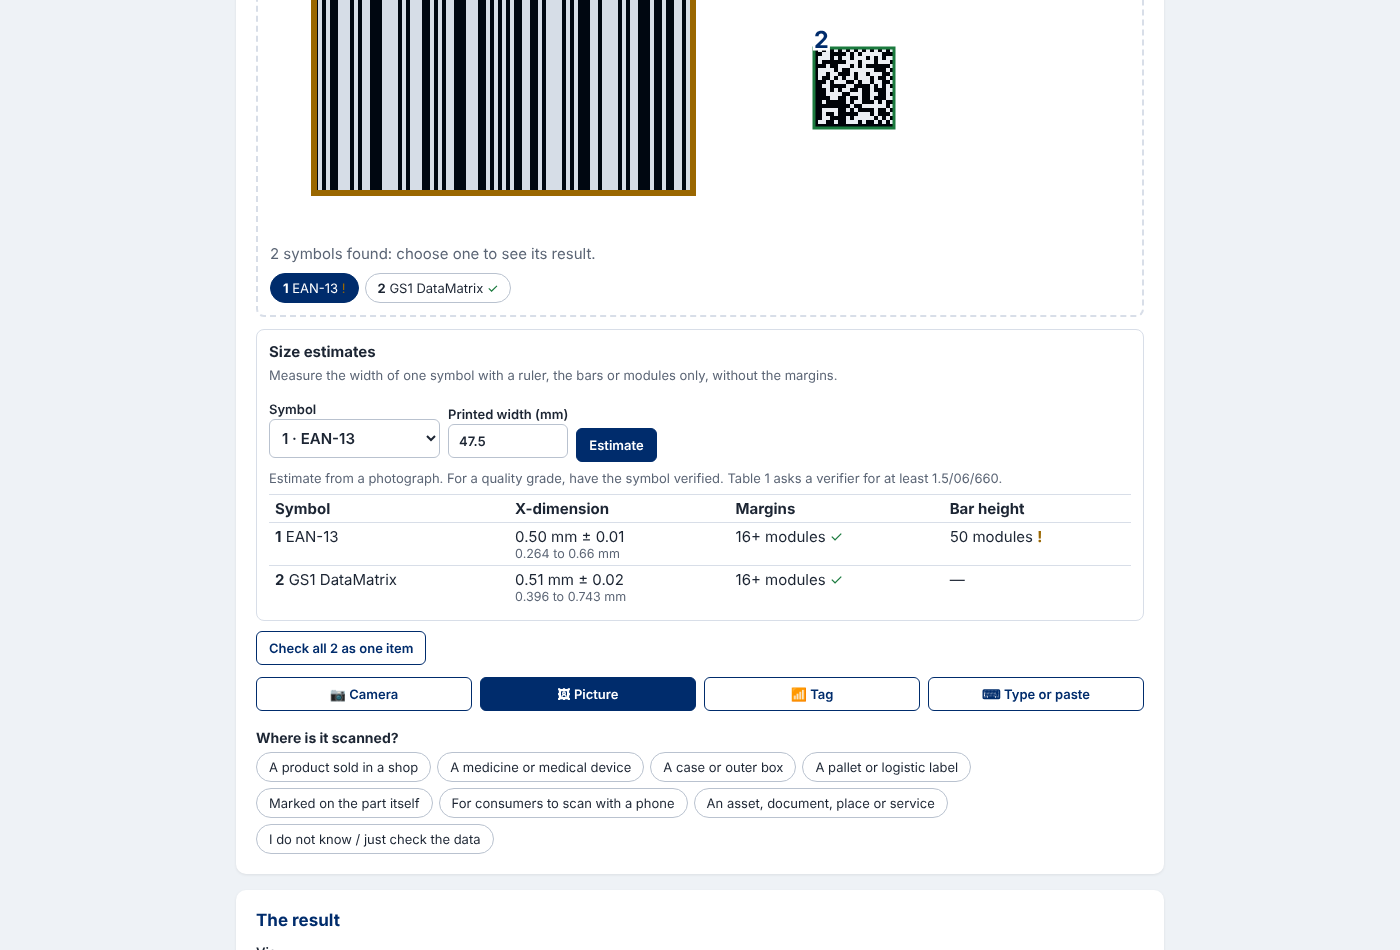 2
2 symbols found: choose one to see its result.
1 EAN-13 !
2 GS1 DataMatrix ✓
Size estimates
Measure the width of one symbol with a ruler, the bars or modules only, without the margins.
Symbol
Printed width (mm)
1 · EAN-13
47.5
Estimate
Estimate from a photograph. For a quality grade, have the symbol verified. Table 1 asks a verifier for at least 1.5/06/660.
Symbol X-dimension Margins Bar height
1 EAN-13 0.50 mm ± 0.01 16+ modules ✓ 50 modules !
0.264 to 0.66 mm
2 GS1 DataMatrix 0.51 mm ± 0.02 16+ modules ✓ —
0.396 to 0.743 mm
Check all 2 as one item
Camera
Picture
Tag
Type or paste
Where is it scanned?
A product sold in a shop
A medicine or medical device
A case or outer box
A pallet or logistic label
Marked on the part itself
For consumers to scan with a phone
An asset, document, place or service
I do not know / just check the data
The result